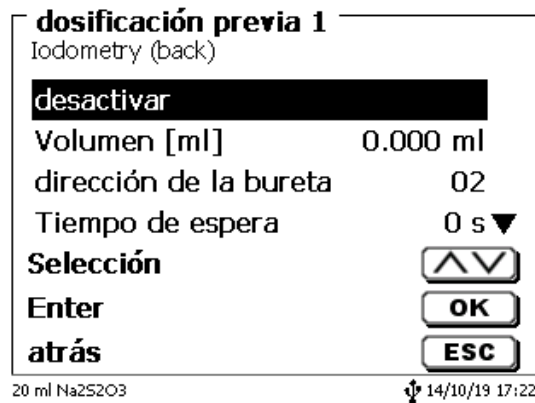 dosificación previa 1
Iodometry (back)
desactivar
Volumen [ml] 0.000 ml
dirección de la bureta 02
Tiempo de espera 0 s
Selección
Enter OK
atrás ESC
20 ml Na2S2O3 14/10/19 17:22